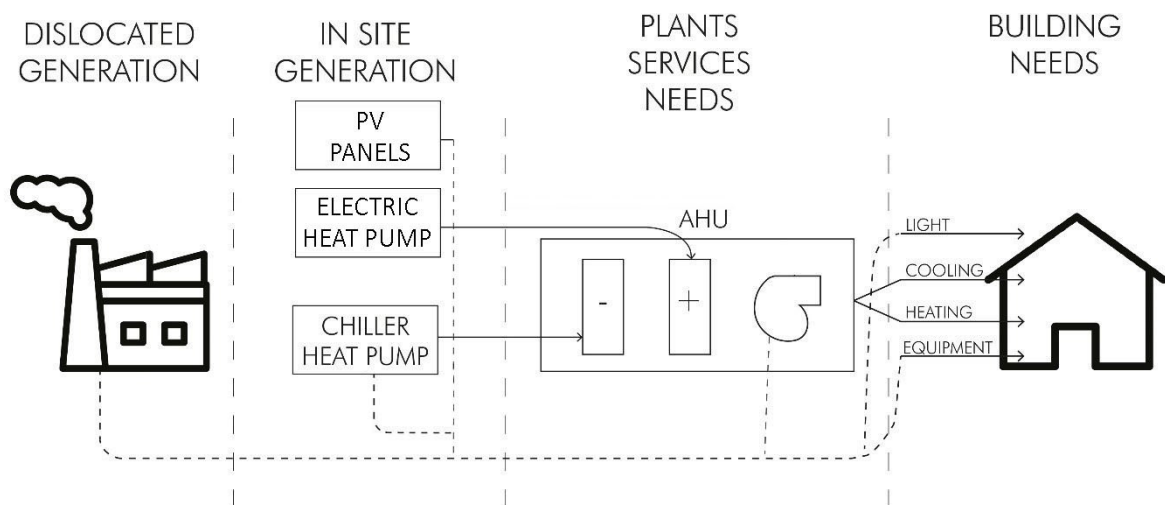 DISLOCATED
GENERATION
IN SITE
GENERATION
PLANTS
SERVICES
NEEDS
BUILDING
NEEDS
PV
PANELS
ELECTRIC
HEAT PUMP
CHILLER
HEAT PUMP
AHU
-
+
LIGHT
COOLING
HEATING
EQUIPMENT